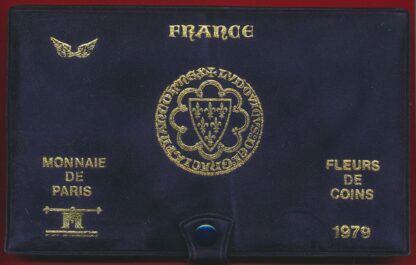 FRANCE
MONNAIE
DE
PARIS
FLEURS
DE
COINS
1979